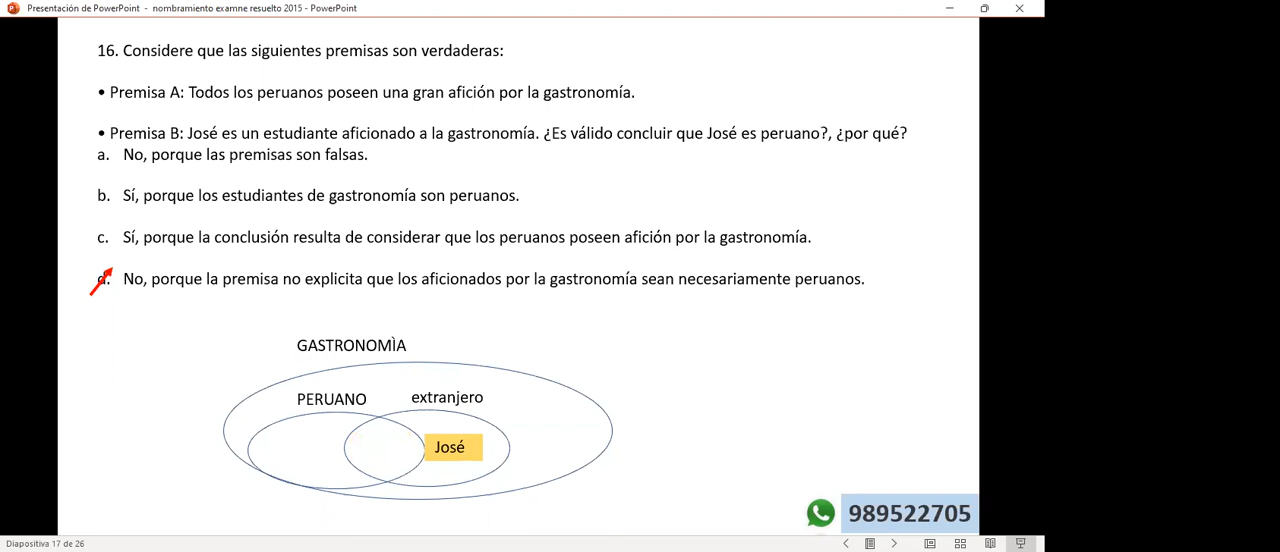 Presentación de PowerPoint - nombramiento examne resuelto 2015 - PowerPoint
16. Considere que las siguientes premisas son verdaderas:
• Premisa A: Todos los peruanos poseen una gran afición por la gastronomía.
• Premisa B: José es un estudiante aficionado a la gastronomía. ¿Es válido concluir que José es peruano?, ¿por qué?
a. No, porque las premisas son falsas.
b. Sí, porque los estudiantes de gastronomía son peruanos.
c. Sí, porque la conclusión resulta de considerar que los peruanos poseen afición por la gastronomía.
d. No, porque la premisa no explicita que los aficionados por la gastronomía sean necesariamente peruanos.
GASTRONOMÌA
PERUANO extranjero
José
989522705
Diapositiva 17 de 26